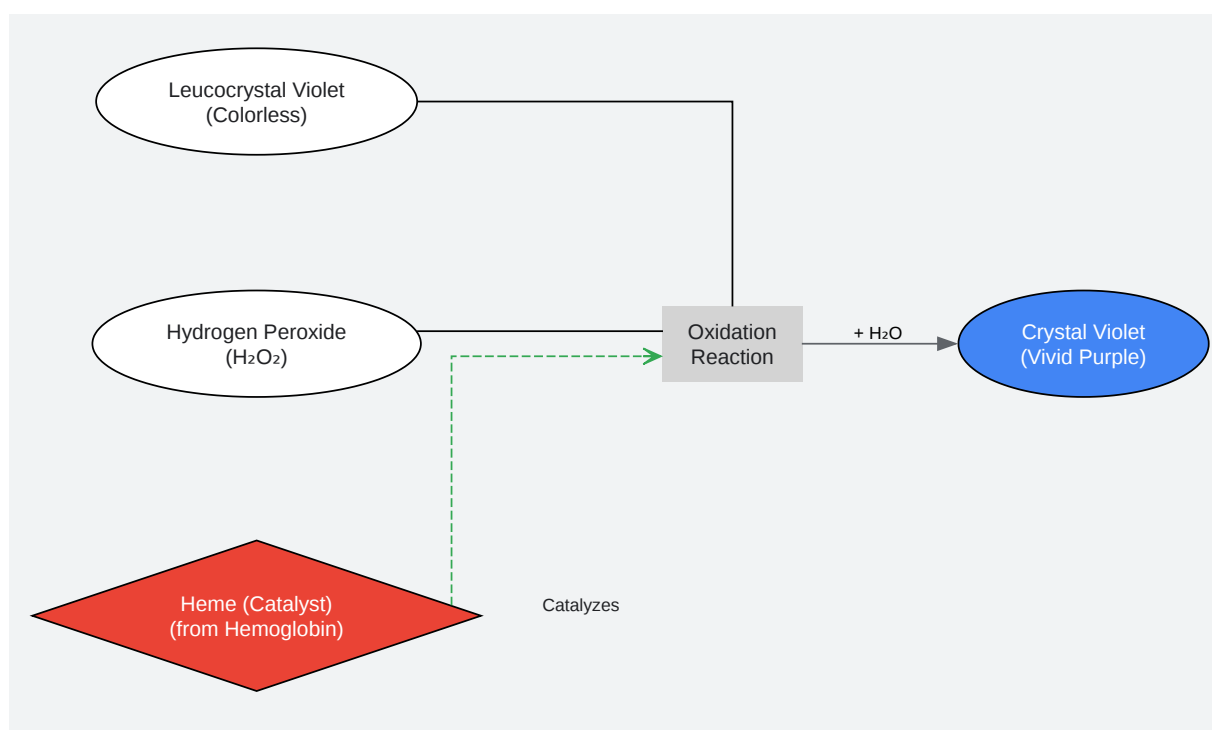 Leucocrystal Violet
(Colorless)
Hydrogen Peroxide
(H₂O₂)
Oxidation
Reaction
+ H₂O
Crystal Violet
(Vivid Purple)
Heme (Catalyst)
(from Hemoglobin)
Catalyzes